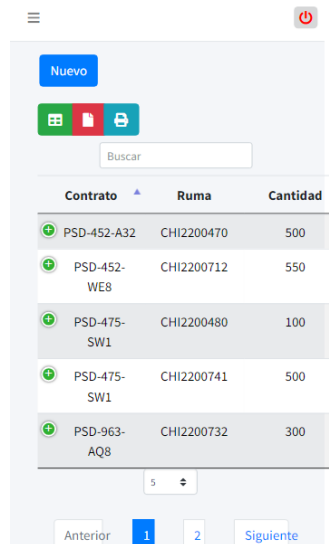 Nuevo
Buscar
Contrato Ruma Cantidad
PSD-452-A32 CHI2200470 500
PSD-452- CHI2200712 550
WE8
PSD-475- CHI2200480 100
SW1
PSD-475- CHI2200741 500
SW1
PSD-963- CHI2200732 300
AQ8
5
Anterior 1 2 Siguiente